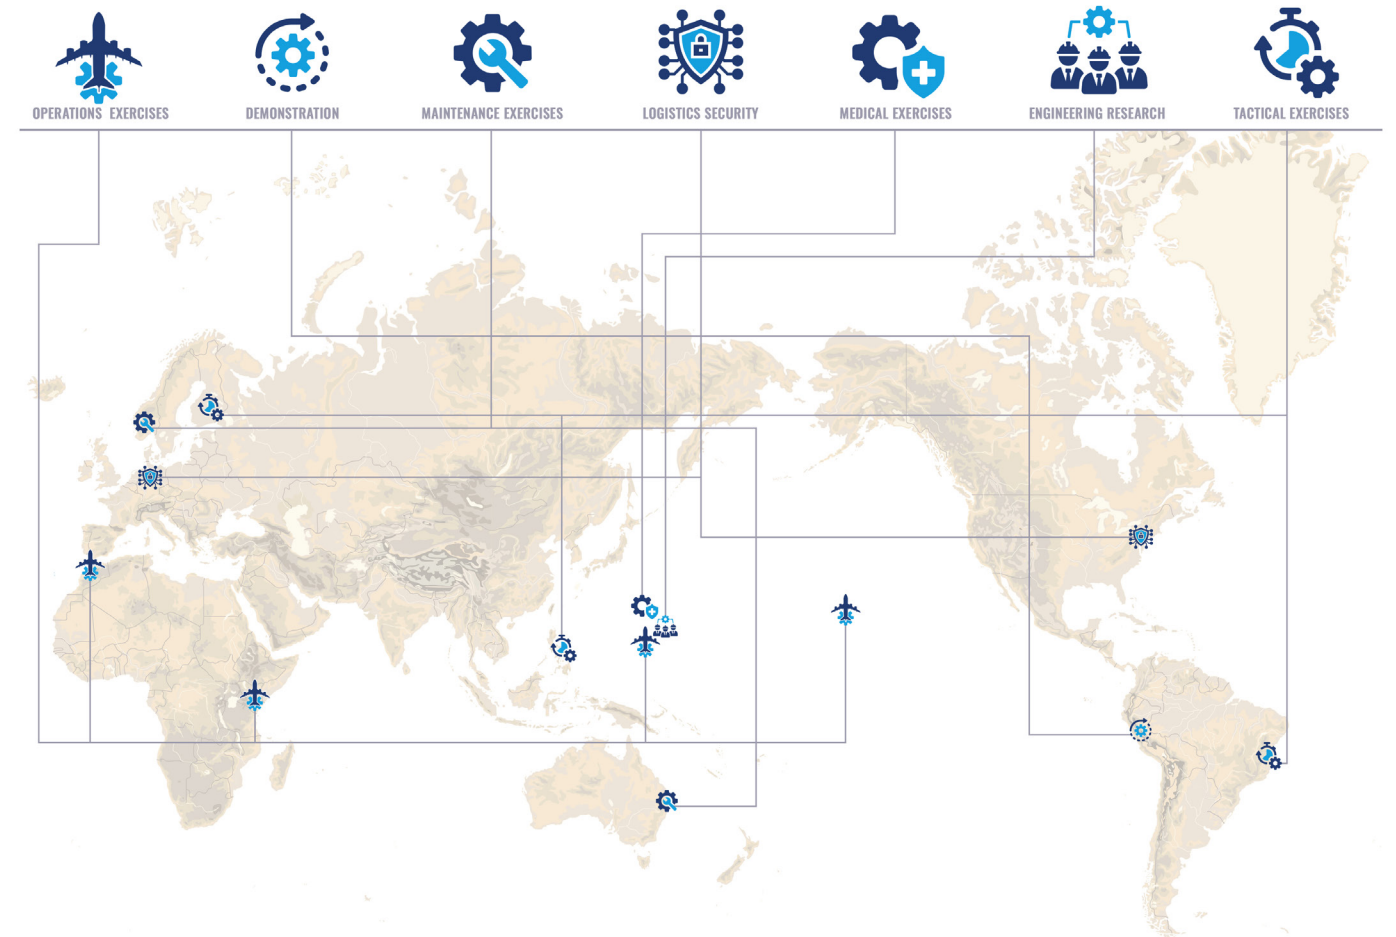 OPERATIONS EXERCISES
DEMONSTRATION
MAINTENANCE EXERCISES
LOGISTICS SECURITY
MEDICAL EXERCISES
ENGINEERING RESEARCH
TACTICAL EXERCISES